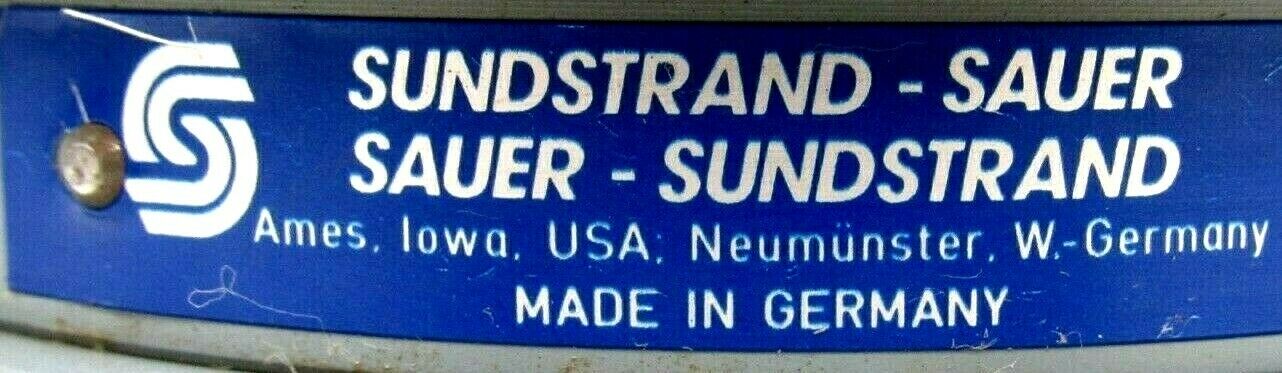 SUNDSTRAND - SAUER
SAUER - SUNDSTRAND
Ames, Iowa, USA; Neumünster, W.-Germany
MADE IN GERMANY